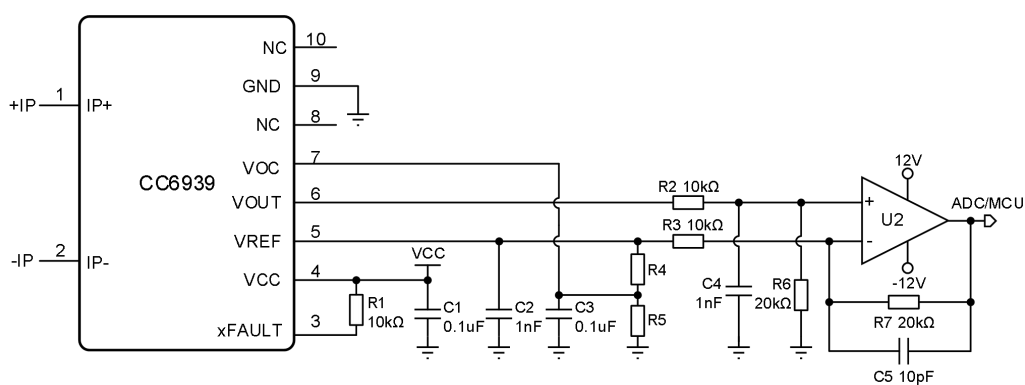 NC 10
GND 9
+IP 1 IP+
NC 8
VOC 7
CC6939
VOUT 6
VREF 5
-IP 2 IP-
VCC 4
xFAULT 3
VCC
R1
10kΩ
C1
0.1uF
C2
1nF
C3
0.1uF
R4
R5
R2 10kΩ
R3 10kΩ
C4
1nF
R6
20kΩ
12V
+
U2
-
-12V
ADC/MCU
R7 20kΩ
C5 10pF